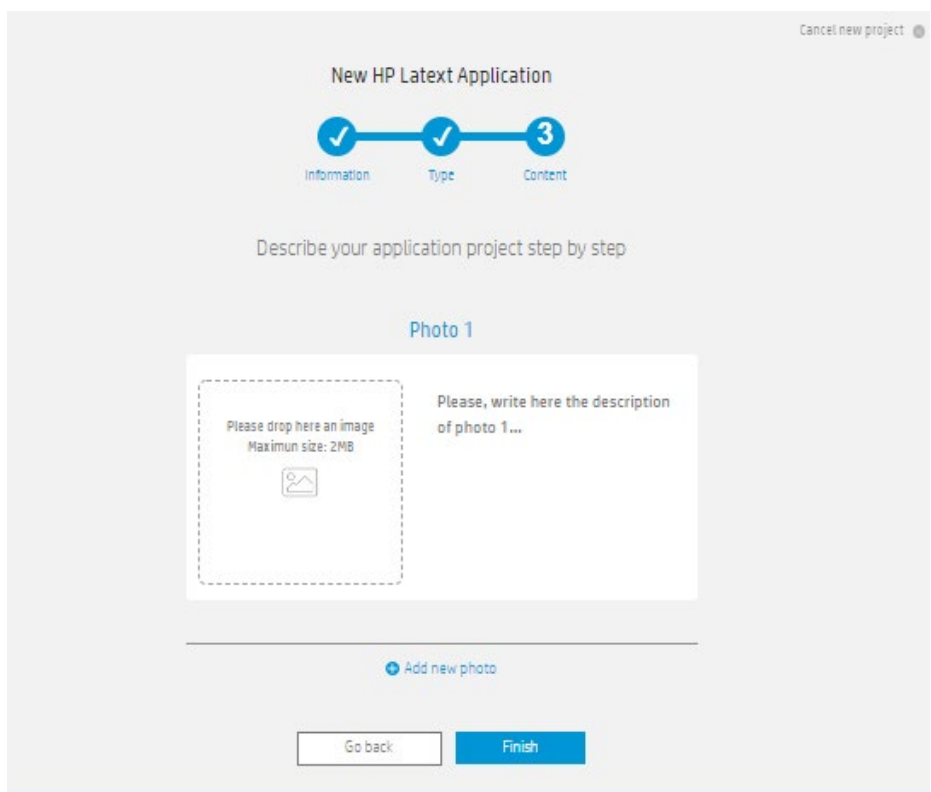 Cancel new project
New HP Latext Application
3
Information
Type
Content
Describe your application project step by step
Photo 1
Please drop here an image
Maximun size: 2MB
Please, write here the description
of photo 1...
Add new photo
Go back
Finish